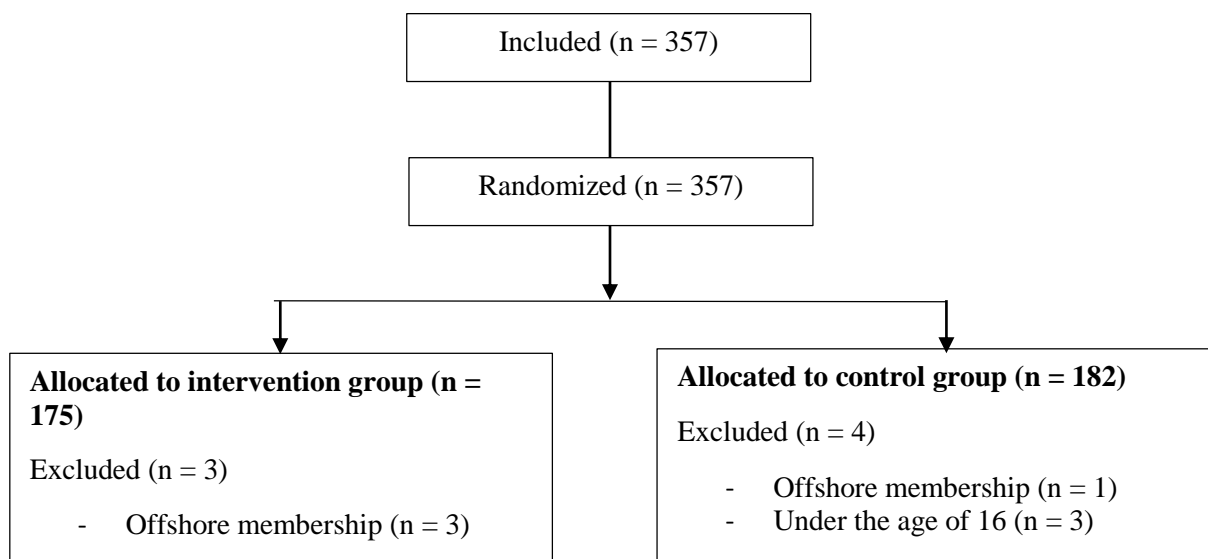 Included (n = 357)
Randomized (n = 357)
Allocated to intervention group (n =
175)
Excluded (n = 3)
- Offshore membership (n = 3)
Allocated to control group (n = 182)
Excluded (n = 4)
- Offshore membership (n = 1)
- Under the age of 16 (n = 3)